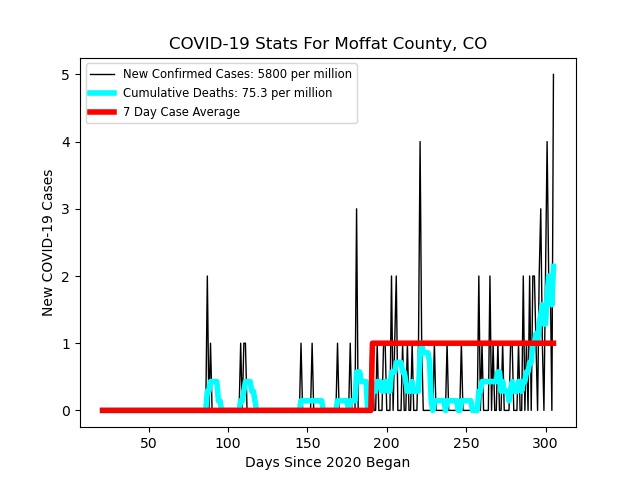 COVID-19 Stats For Moffat County, CO
New Confirmed Cases: 5800 per million
Cumulative Deaths: 75.3 per million
7 Day Case Average
New COVID-19 Cases
5
4
3
2
1
0
50 100 150 200 250 300
Days Since 2020 Began